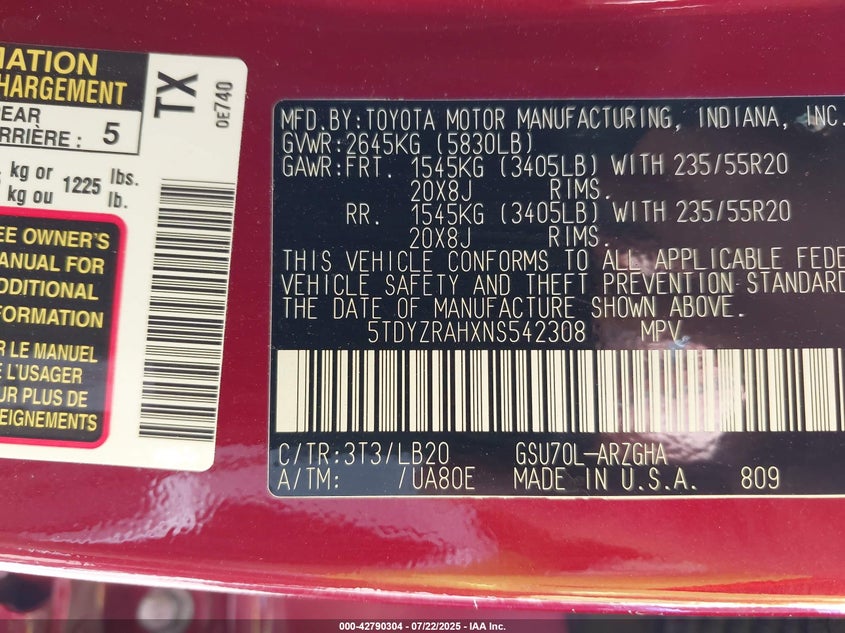 MATION
HARGEMENT
REAR
ARRIÈRE : 5
kg or 1225 lbs.
kg ou lb.
EE OWNER'S
ANUAL FOR
DDITIONAL
FORMATION
R LE MANUEL
L'USAGER
UR PLUS DE
SEIGNEMENTS
TX
0E740
MFD.BY:TOYOTA MOTOR MANUFACTURING, INDIANA, INC.
GVWR:2645KG (5830LB)
GAWR:FRT. 1545KG (3405LB) WITH 235/55R20
20X8J RIMS.
RR. 1545KG (3405LB) WITH 235/55R20
20X8J RIMS.
THIS VEHICLE CONFORMS TO ALL APPLICABLE FEDE
VEHICLE SAFETY AND THEFT PREVENTION STANDARD
THE DATE OF MANUFACTURE SHOWN ABOVE.
5TDYZRAHXNS542308 MPV
C/TR:3T3/LB20 GSU70L-ARZGHA
A/TM: /UA80E MADE IN U.S.A. 809
000-42790304 - 07/22/2025 - IAA Inc.